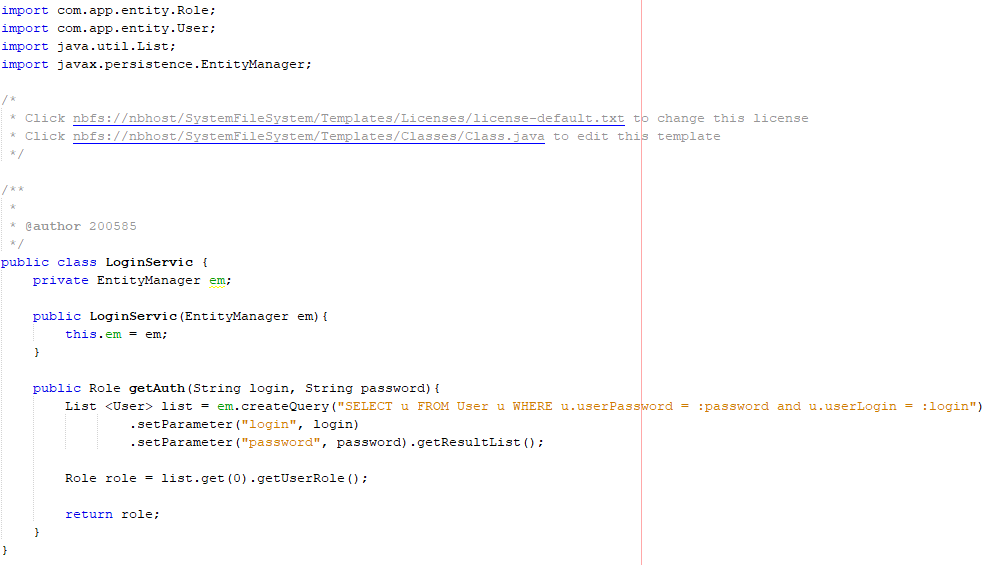 import com.app.entity.Role;
import com.app.entity.User;
import java.util.List;
import javax.persistence.EntityManager;
/*
* Click nbfs://nbhost/SystemFileSystem/Templates/Licenses/license-default.txt to change this license
* Click nbfs://nbhost/SystemFileSystem/Templates/Classes/Class.java to edit this template
*/
/**
*
* @author 200585
*/
public class LoginServic {
private EntityManager em;
public LoginServic(EntityManager em){
this.em = em;
}
public Role getAuth(String login, String password){
List <User> list = em.createQuery("SELECT u FROM User u WHERE u.userPassword = :password and u.userLogin = :login")
.setParameter("login", login)
.setParameter("password", password).getResultList();
Role role = list.get(0).getUserRole();
return role;
}
}